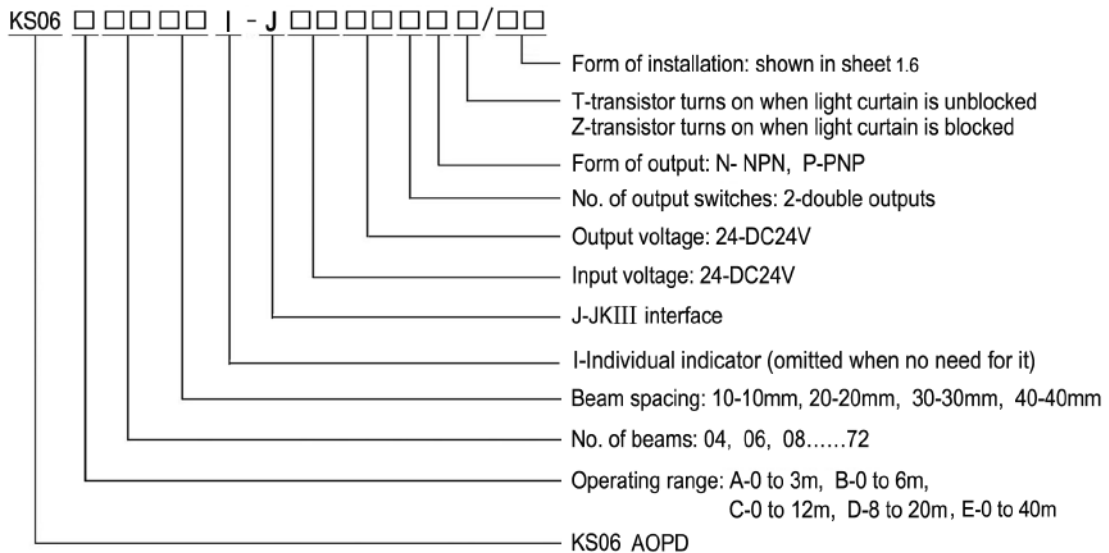 KS06 □ □□ □□ I - J □□ □□ □ □ □/□□
Form of installation: shown in sheet 1.6
T-transistor turns on when light curtain is unblocked
Z-transistor turns on when light curtain is blocked
Form of output: N- NPN, P-PNP
No. of output switches: 2-double outputs
Output voltage: 24-DC24V
Input voltage: 24-DC24V
J-JKIII interface
I-Individual indicator (omitted when no need for it)
Beam spacing: 10-10mm, 20-20mm, 30-30mm, 40-40mm
No. of beams: 04, 06, 08……72
Operating range: A-0 to 3m, B-0 to 6m,
C-0 to 12m, D-8 to 20m, E-0 to 40m
KS06 AOPD